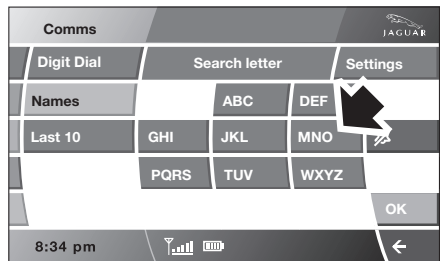 Comms JAGUAR
Digit Dial Search letter Settings
Names ABC DEF
Last 10 GHI JKL MNO
PQRS TUV WXYZ
OK
8:34 pm